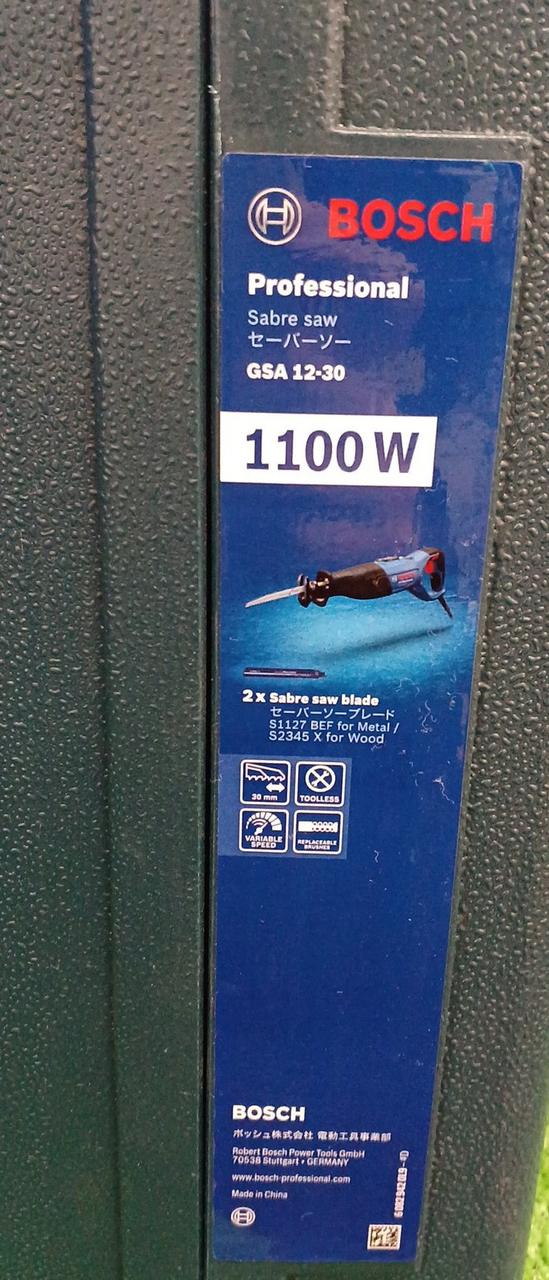 BOSCH
Professional
Sabre saw
セーバーソー
GSA 12-30
1100 W
2 x Sabre saw blade
セーバーソーブレード
S1127 BEF for Metal /
S2345 X for Wood
30 mm
TOOLLESS
VARIABLE
SPEED
REPLACEABLE
BRUSHES
BOSCH
ボッシュ株式会社 電動工具事業部
Robert Bosch Power Tools GmbH
70538 Stuttgart • GERMANY
www.bosch-professional.com
Made in China